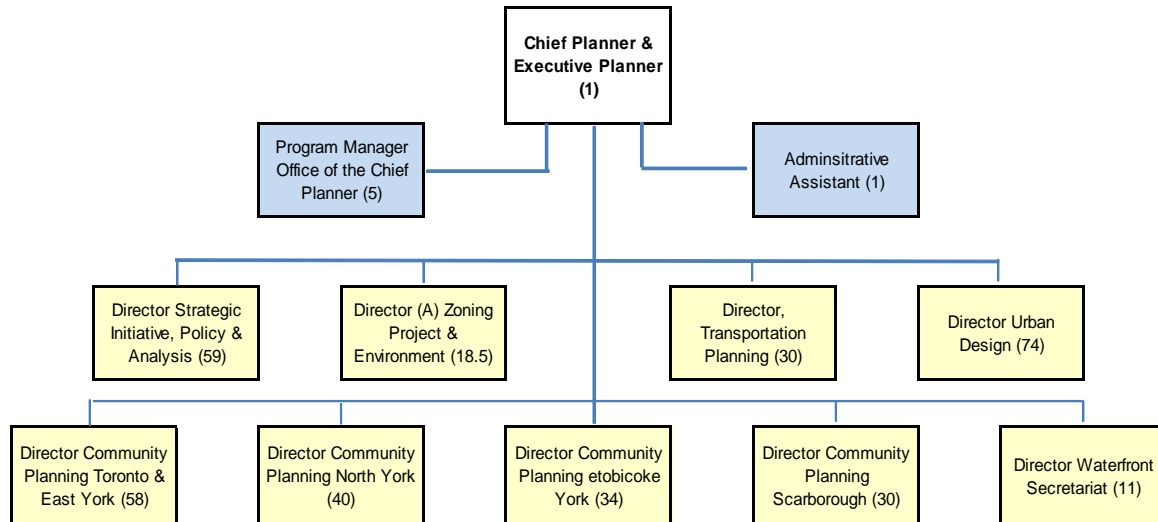 Chief Planner &
Executive Planner
(1)
Program Manager
Office of the Chief
Planner (5)
Adminsitrative
Assistant (1)
Director Strategic
Initiative, Policy &
Analysis (59)
Director (A) Zoning
Project &
Environment (18.5)
Director,
Transportation
Planning (30)
Director Urban
Design (74)
Director Community
Planning Toronto &
East York (58)
Director Community
Planning North York
(40)
Director Community
Planning etobicoke
York (34)
Director Community
Planning
Scarborough (30)
Director Waterfront
Secretariat (11)